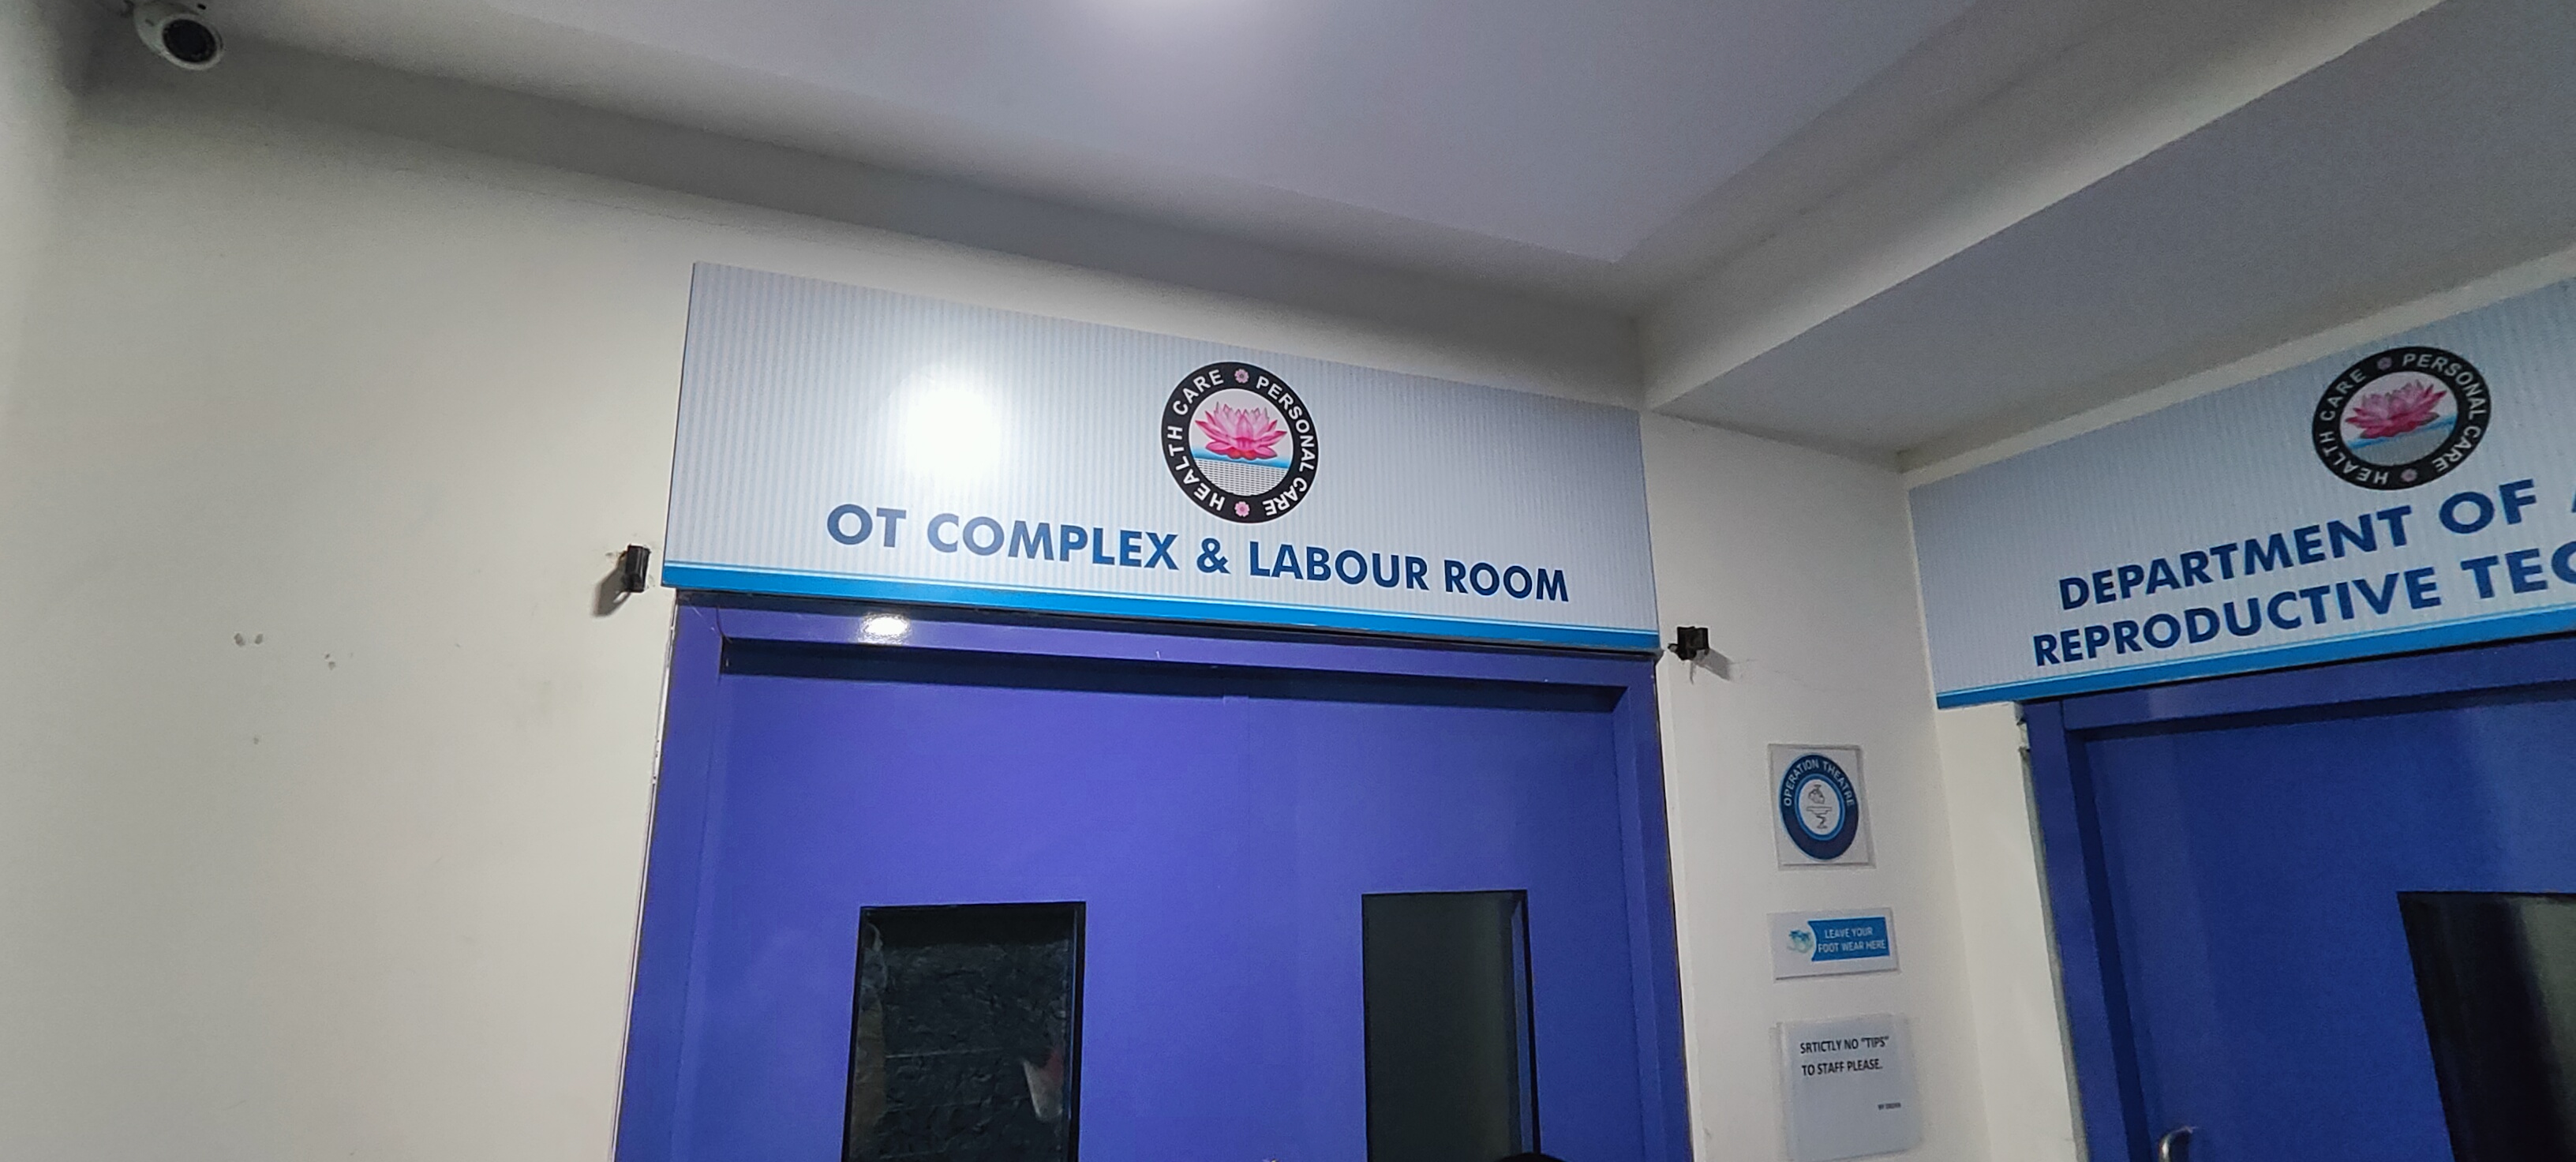 HEALTH CARE PERSONAL CARE
OT COMPLEX & LABOUR ROOM
HEALTH CARE PERSONAL CARE
DEPARTMENT OF
REPRODUCTIVE TEC
OPERATION THEATRE
LEAVE YOUR
FOOT WEAR HERE
SRTICTLY NO "TIPS"
TO STAFF PLEASE.